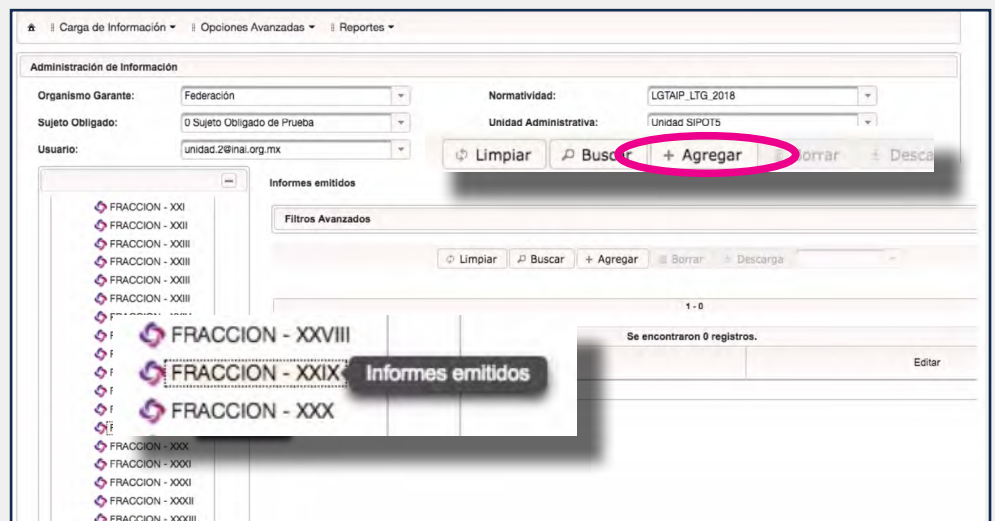 Carga de Información Opciones Avanzadas Reportes
Administración de Información
Organismo Garante: Federación Normatividad: LGTAIP_LTG_2018
Sujeto Obligado: 0 Sujeto Obligado de Prueba Unidad Administrativa: Unidad SIPOT5
Usuario: unidad.2@inai.org.mx
Limpiar Buscar + Agregar Borrar
Informes emitidos
FRACCION - XXI
FRACCION - XXII
FRACCION - XXIII
FRACCION - XXIII
FRACCION - XXIII
FRACCION - XXIII
Filtros Avanzados
Limpiar Buscar + Agregar Borrar Descarga
1 - 0
Se encontraron 0 registros.
Editar
FRACCION - XXVIII
FRACCION - XXIX Informes emitidos
FRACCION - XXX
FRACCION - XXX
FRACCION - XXXI
FRACCION - XXXI
FRACCION - XXXII
FRACCION - XXXIII